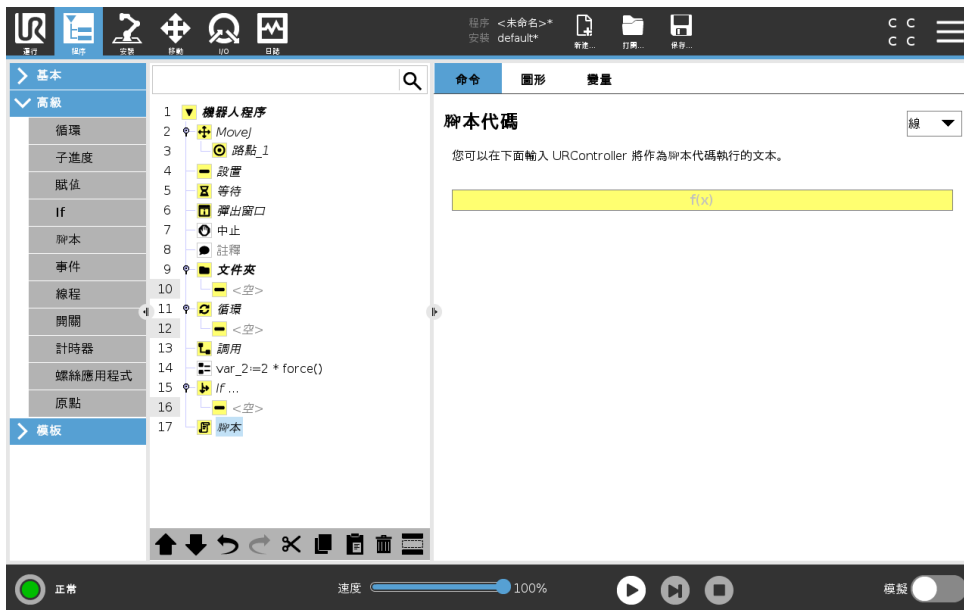 運行
程序
安裝
移動
I/O
日誌
程序 <未命名>*
安裝 default*
新建...
打開...
保存...
C C
C C
基本
高級
循環
子進度
賦值
If
腳本
事件
線程
開關
計時器
螺絲應用程式
原點
模板
1 機器人程序
2 MoveJ
3 路點_1
4 設置
5 等待
6 彈出窗口
7 中止
8 註釋
9 文件夾
10 <空>
11 循環
12 <空>
13 調用
14 var_2:=2 * force()
15 If ...
16 <空>
17 腳本
命令 圖形 變量
腳本代碼
線
您可以在下面輸入 URController 將作為腳本代碼執行的文本。
f(x)
正常
速度 100%
模擬